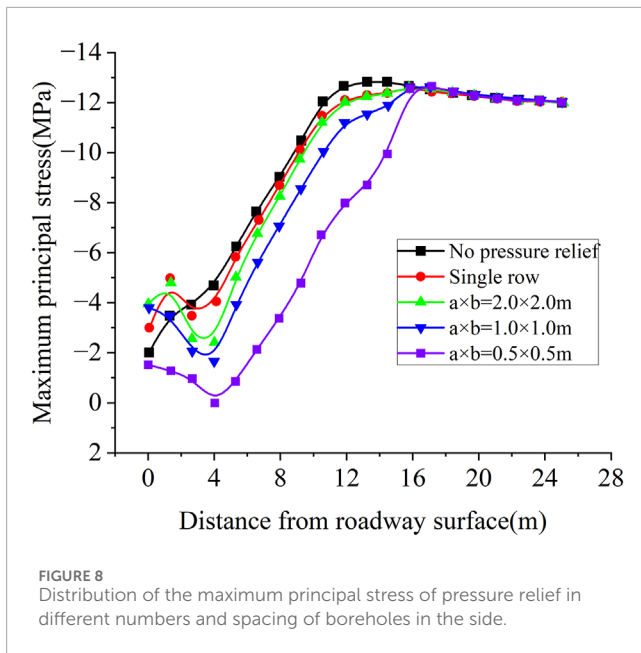 −14
−12
−10
−8
−6
−4
−2
0
2
Maximum principal stress(MPa)
No pressure relief
Single row
a×b=2.0×2.0m
a×b=1.0×1.0m
a×b=0.5×0.5m
0 4 8 12 16 20 24 28
Distance from roadway surface(m)
FIGURE 8
Distribution of the maximum principal stress of pressure relief in
different numbers and spacing of boreholes in the side.